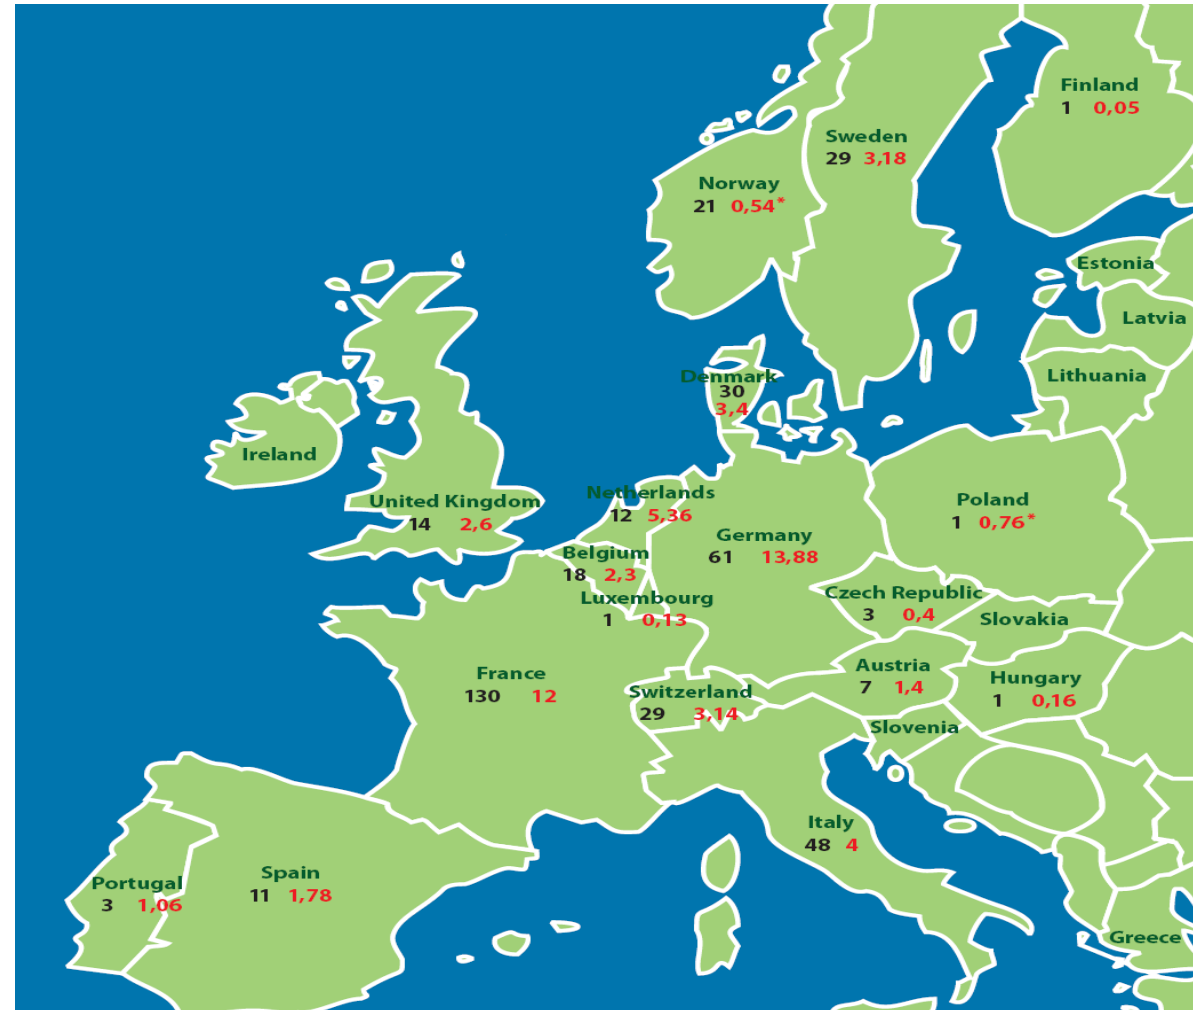 Finland
1 0,05
Sweden
29 3,18
Norway
21 0,54*
Estonia
Latvia
Denmark
30
3,4
Lithuania
Ireland
United Kingdom
14 2,6
Netherlands
12 5,36
Poland
1 0,76*
Germany
61 13,88
Belgium
18 2,3
Luxembourg
1 0,13
Czech Republic
3 0,4
Slovakia
France
130 12
Austria
7 1,4
Hungary
1 0,16
Switzerland
29 3,14
Slovenia
Italy
48 4
Spain
11 1,78
Portugal
3 1,06
Greece